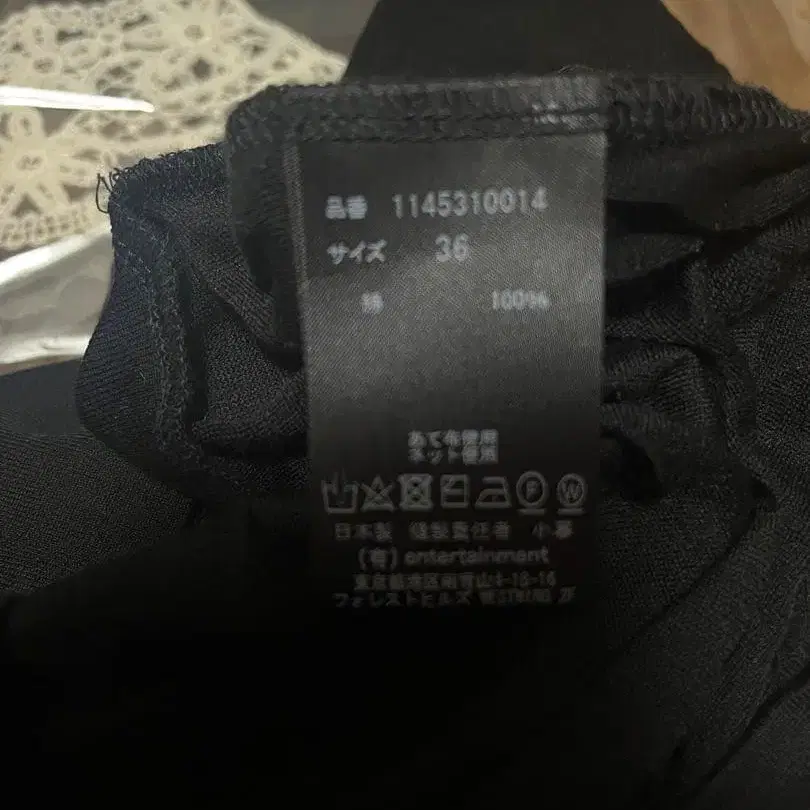 品番 1145310014
サイズ 36
綿 100%
あて布使用
ネット使用
日本製 縫製責任者 小暮
(有) entertainment
東京都港区南青山4-18-16
フォレストヒルズ WESTWING 2F